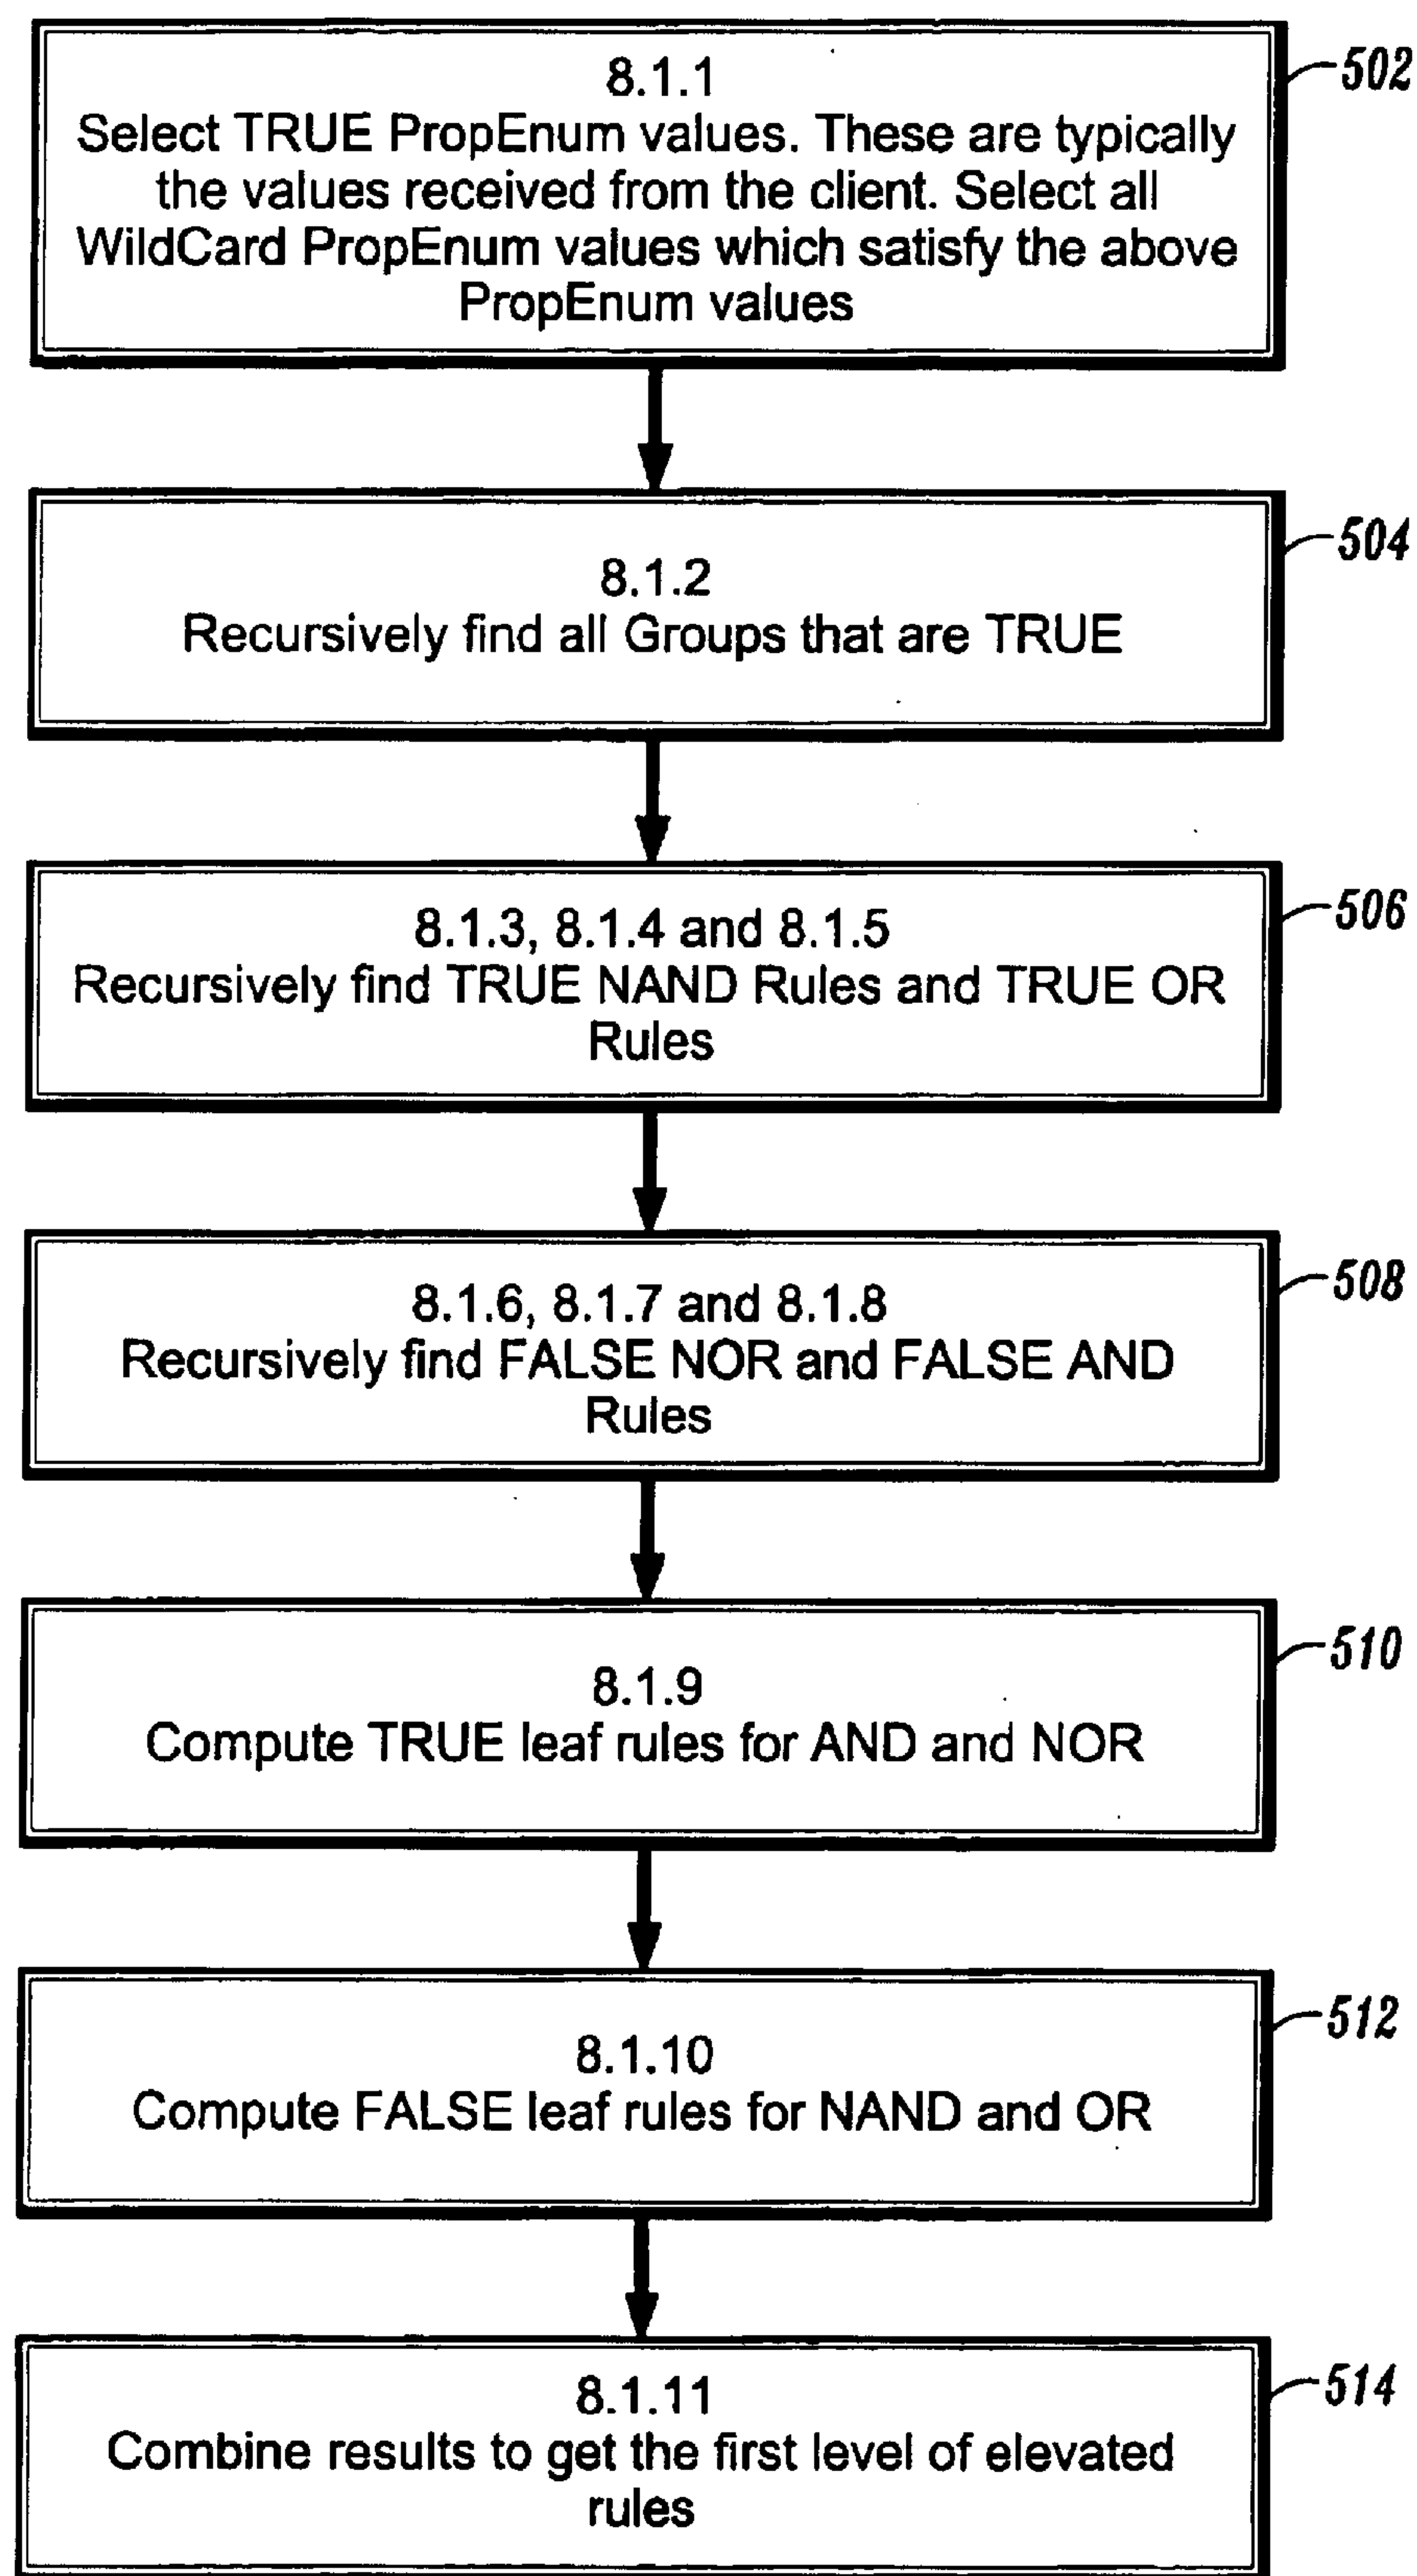 8.1.1
Select TRUE PropEnum values. These are typically
the values received from the client. Select all
WildCard PropEnum values which satisfy the above
PropEnum values
502
8.1.2
Recursively find all Groups that are TRUE
504
8.1.3, 8.1.4 and 8.1.5
Recursively find TRUE NAND Rules and TRUE OR
Rules
506
8.1.6, 8.1.7 and 8.1.8
Recursively find FALSE NOR and FALSE AND
Rules
508
8.1.9
Compute TRUE leaf rules for AND and NOR
510
8.1.10
Compute FALSE leaf rules for NAND and OR
512
8.1.11
Combine results to get the first level of elevated
rules
514